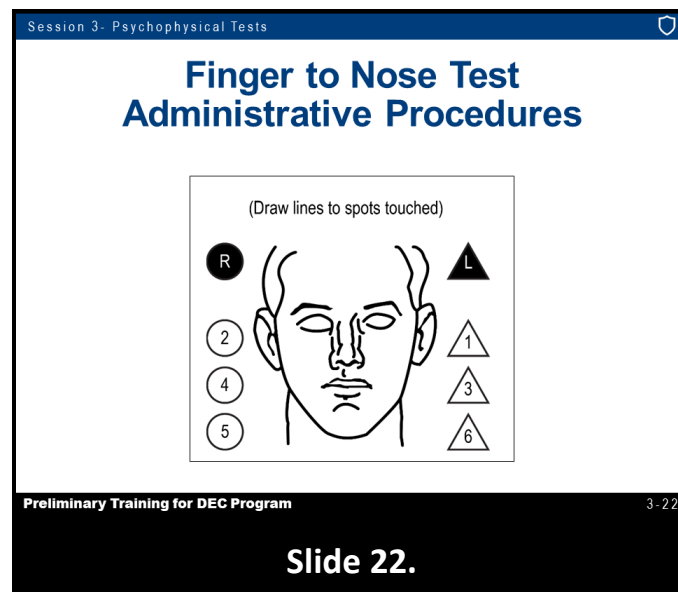 Session 3- Psychophysical Tests
Finger to Nose Test
Administrative Procedures
(Draw lines to spots touched)
R
L
2
1
4
3
5
6
Preliminary Training for DEC Program
3-22
Slide 22.